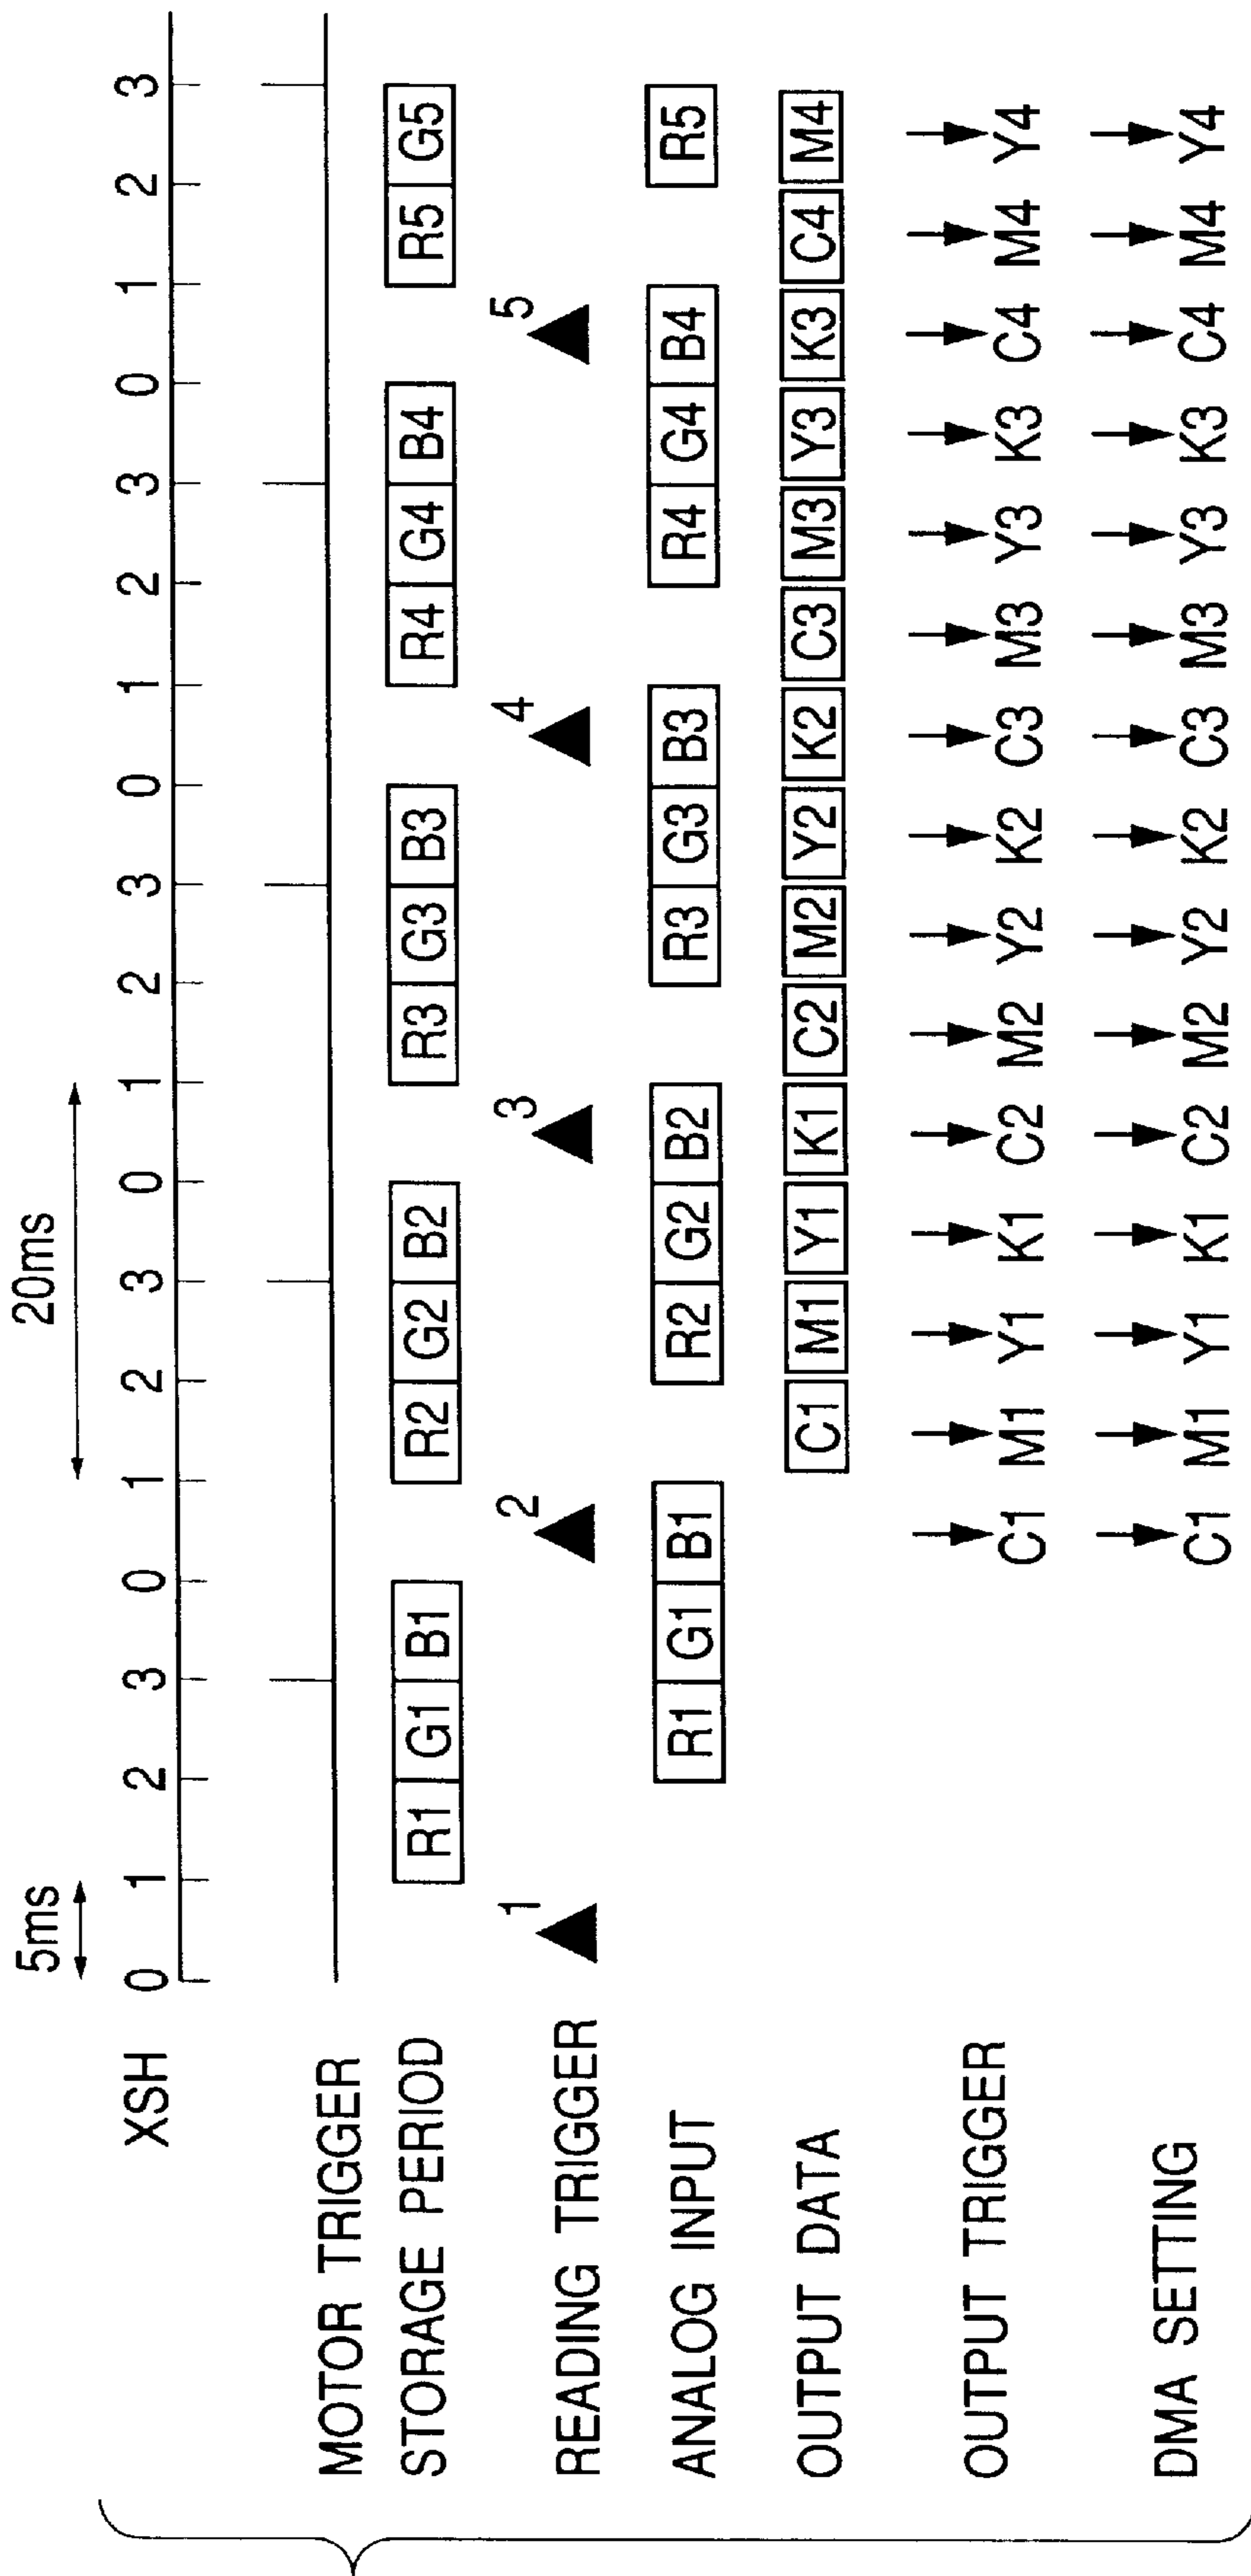 5ms 20ms
XSH 0 1 2 3 0 1 2 3 0 1 2 3 0 1 2 3 0 1 2 3
MOTOR TRIGGER
STORAGE PERIOD R1 G1 B1 R2 G2 B2 R3 G3 B3 R4 G4 B4 R5 G5
READING TRIGGER 1 2 3 4 5
ANALOG INPUT R1 G1 B1 R2 G2 B2 R3 G3 B3 R4 G4 B4 R5
OUTPUT DATA C1 M1 Y1 K1 C2 M2 Y2 K2 C3 M3 Y3 K3 C4 M4
OUTPUT TRIGGER C1 M1 Y1 K1 C2 M2 Y2 K2 C3 M3 Y3 K3 C4 M4 Y4
DMA SETTING C1 M1 Y1 K1 C2 M2 Y2 K2 C3 M3 Y3 K3 C4 M4 Y4